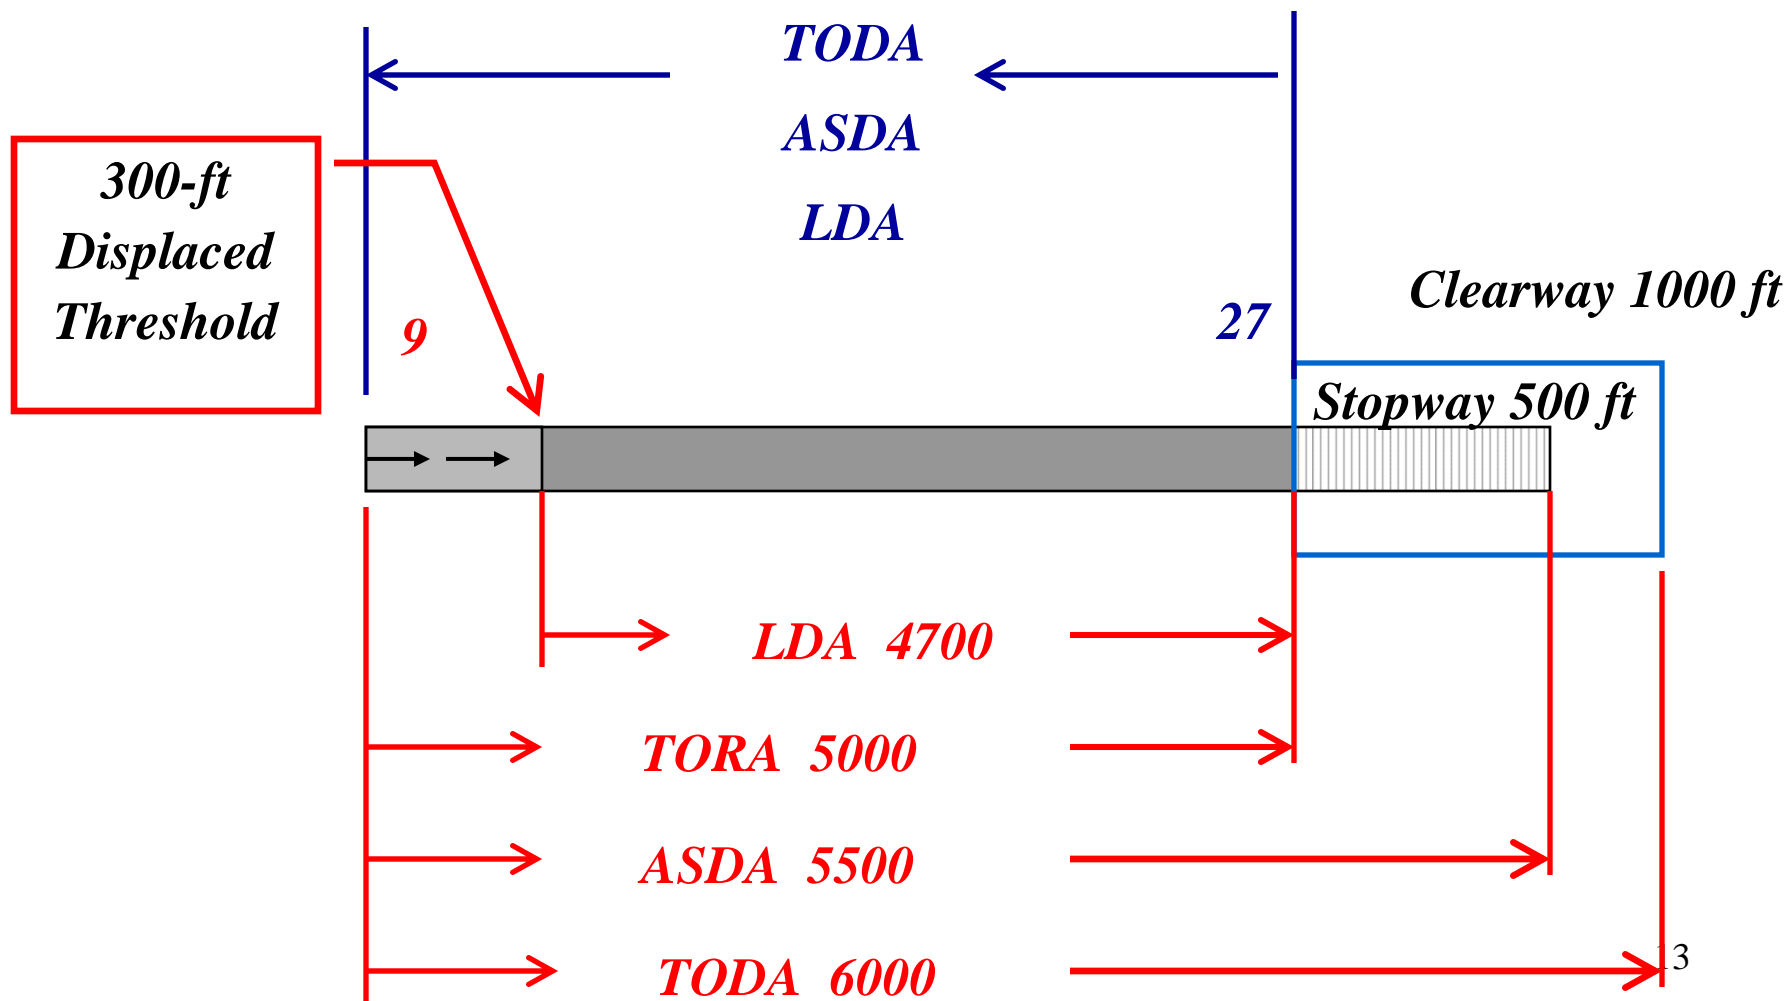 TODA
ASDA
LDA
300-ft
Displaced
Threshold
9
27
Clearway 1000 ft
Stopway 500 ft
LDA 4700
TORA 5000
ASDA 5500
TODA 6000
13